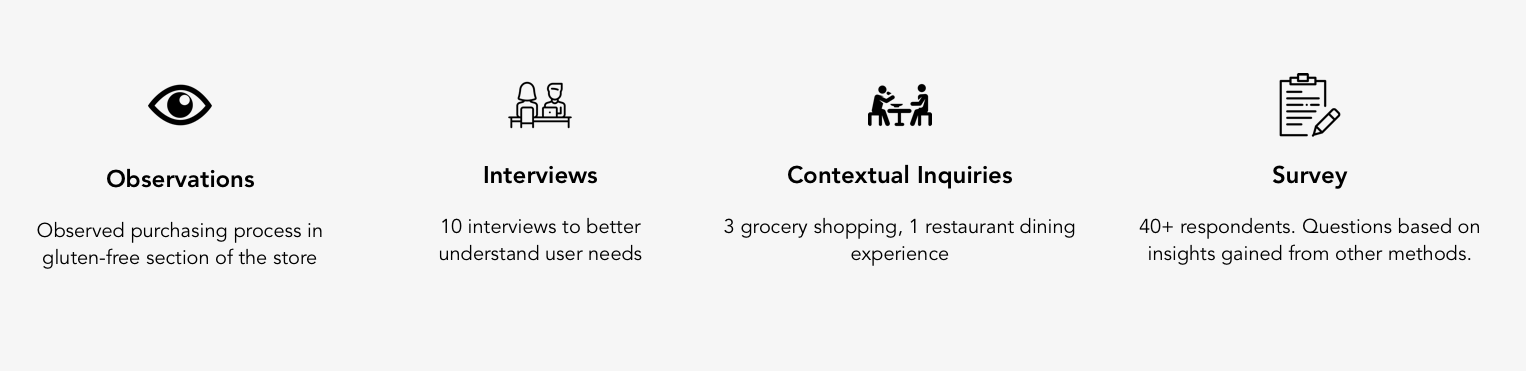 Observations
Observed purchasing process in
gluten-free section of the store
Interviews
10 interviews to better
understand user needs
Contextual Inquiries
3 grocery shopping, 1 restaurant dining
experience
Survey
40+ respondents. Questions based on
insights gained from other methods.